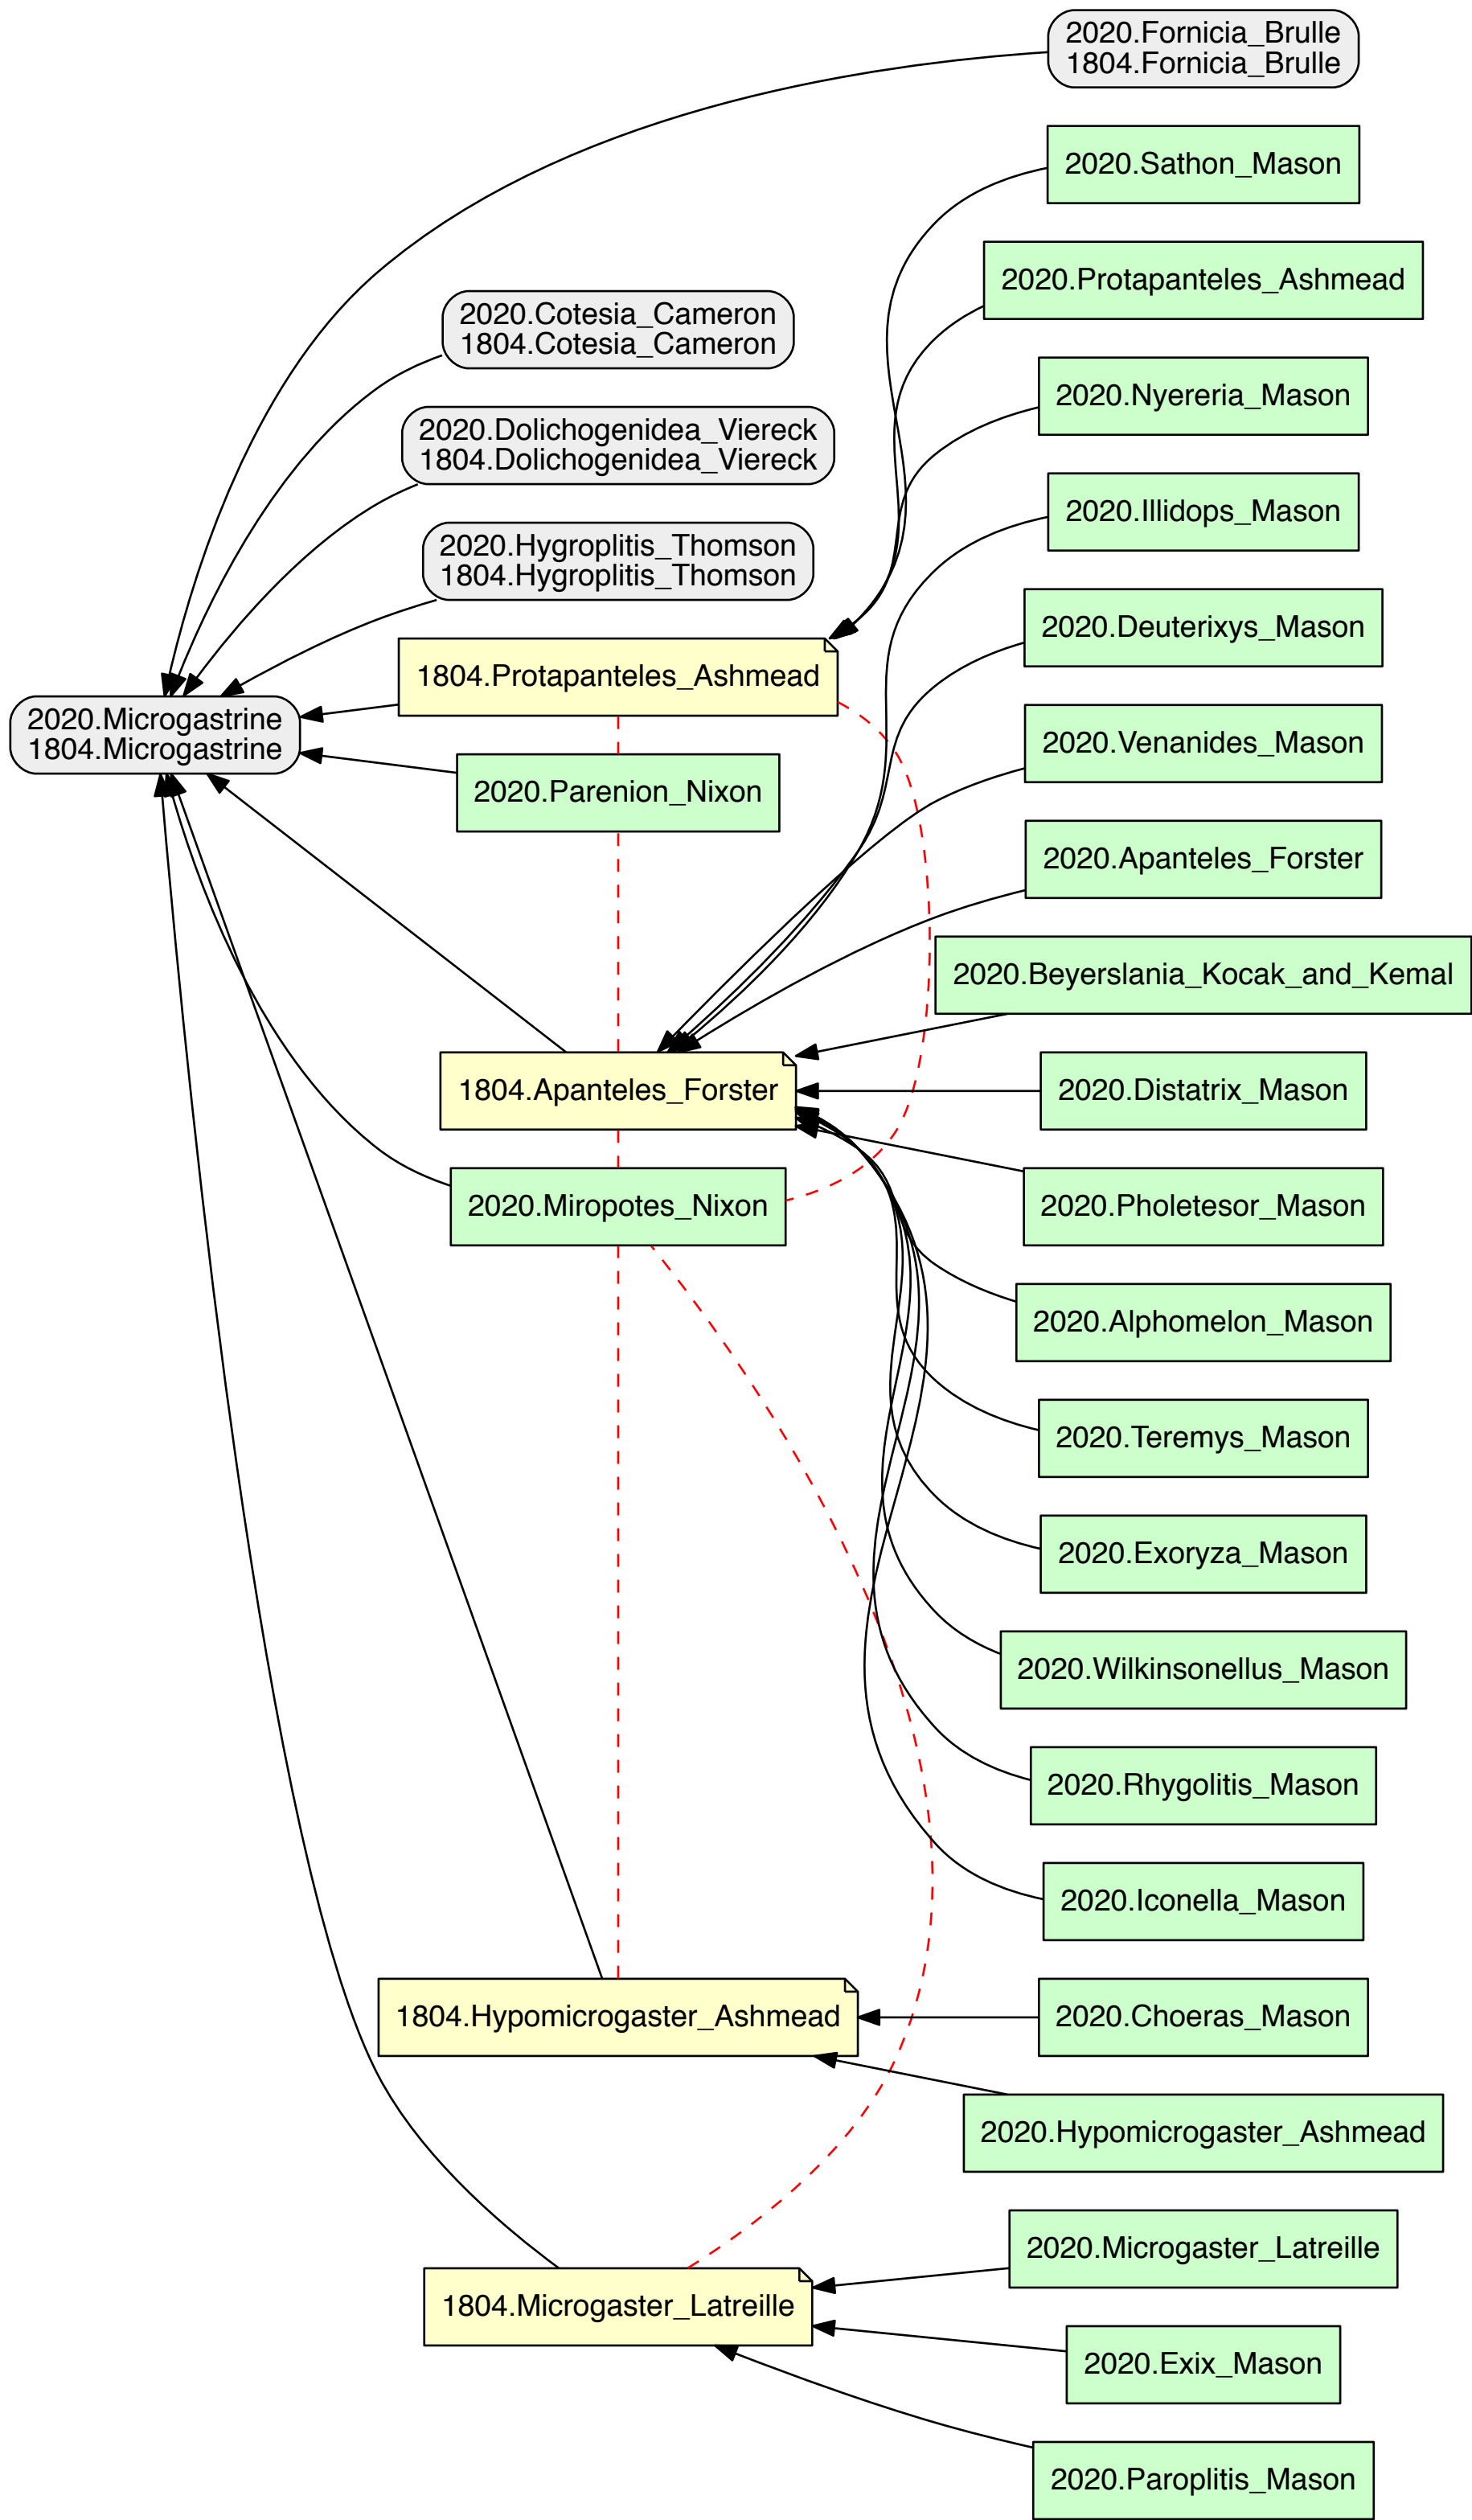 2020.Fornicia_Brulle
1804.Fornicia_Brulle
2020.Sathon_Mason
2020.Protapanteles_Ashmead
2020.Cotesia_Cameron
1804.Cotesia_Cameron
2020.Nyereria_Mason
2020.Dolichogenidea_Viereck
1804.Dolichogenidea_Viereck
2020.Illidops_Mason
2020.Hygroplitis_Thomson
1804.Hygroplitis_Thomson
2020.Deuterixys_Mason
1804.Protapanteles_Ashmead
2020.Microgastrine
1804.Microgastrine
2020.Venanides_Mason
2020.Parenion_Nixon
2020.Apanteles_Forster
2020.Beyerslania_Kocak_and_Kemal
1804.Apanteles_Forster
2020.Distatrix_Mason
2020.Miropotes_Nixon
2020.Pholetesor_Mason
2020.Alphomelon_Mason
2020.Teremys_Mason
2020.Exoryza_Mason
2020.Wilkinsonellus_Mason
2020.Rhygolitis_Mason
2020.Iconella_Mason
1804.Hypomicrogaster_Ashmead
2020.Choeras_Mason
2020.Hypomicrogaster_Ashmead
2020.Microgaster_Latreille
1804.Microgaster_Latreille
2020.Exix_Mason
2020.Paroplitis_Mason